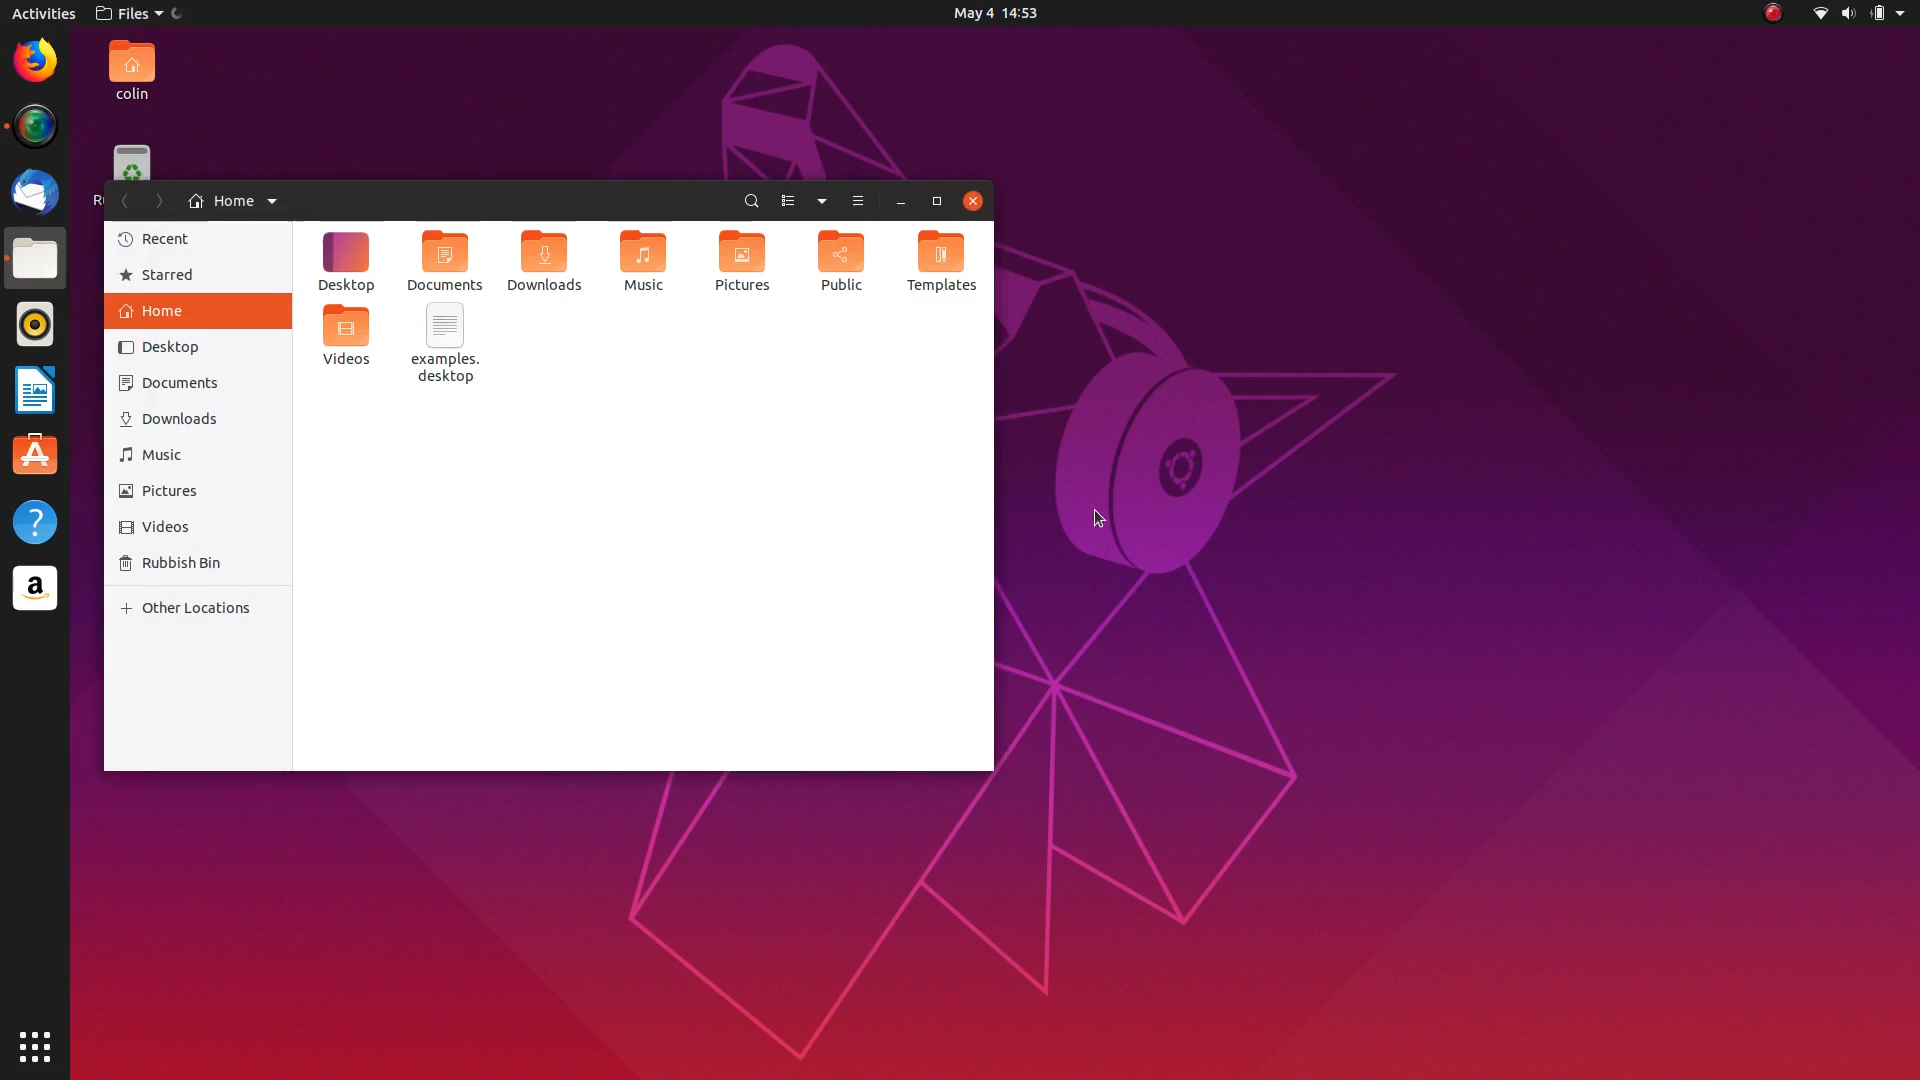 Activities Files May 4 14:53
colin
Home
Recent
Starred
Home
Desktop
Documents
Downloads
Music
Pictures
Videos
Rubbish Bin
Other Locations
Desktop Documents Downloads Music Pictures Public Templates
Videos examples.
desktop
a
?